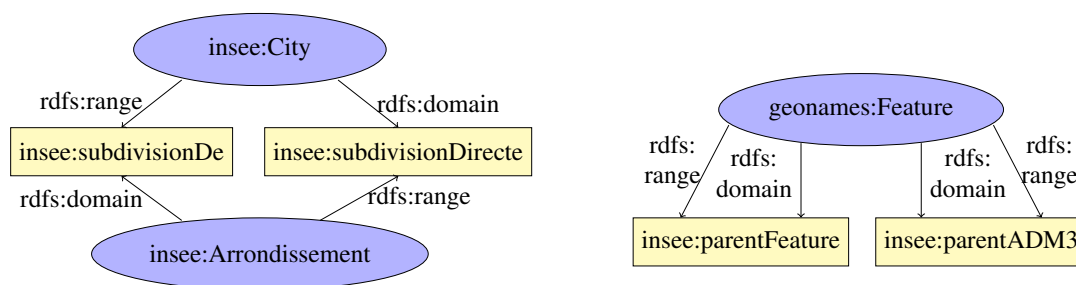 insee:City
rdfs:range
rdfs:domain
insee:subdivisionDe
insee:subdivisionDirecte
rdfs:domain
rdfs:range
insee:Arrondissement
geonames:Feature
rdfs:
range
rdfs:
domain
rdfs:
domain
rdfs:
range
insee:parentFeature
insee:parentADM3